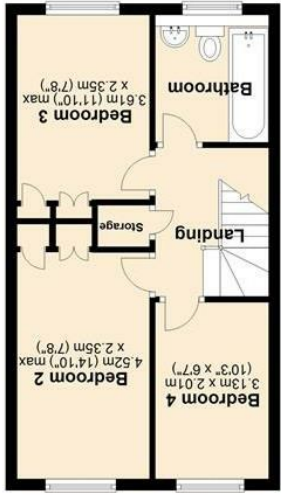 Bedroom 4
3.13m x 2.01m
(10'3" x 6'7")
Bedroom 2
4.52m (14'10") max
x 2.35m (7'8")
Landing
Storage
Bathroom
Bedroom 3
3.61m (11'10") max
x 2.35m (7'8")